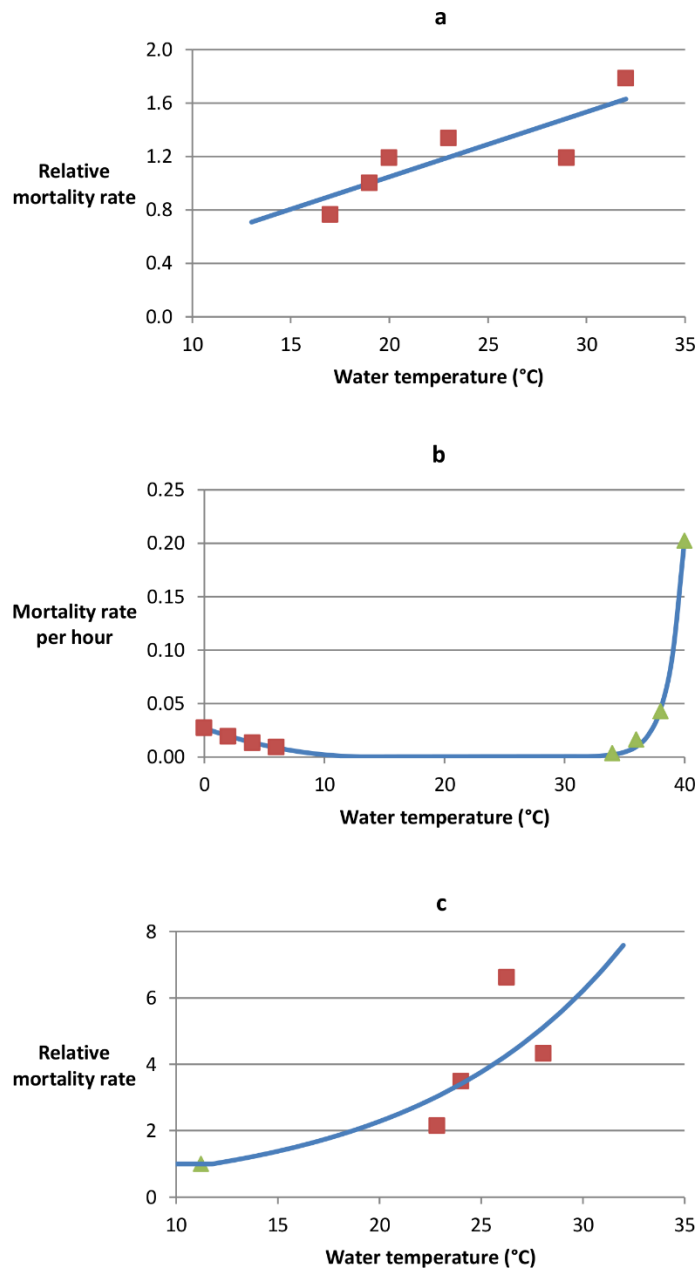 a
2.0
1.6
1.2
0.8
0.4
0.0
Relative
mortality rate
10 15 20 25 30 35
Water temperature (°C)
b
0.25
0.20
0.15
0.10
0.05
0.00
Mortality rate
per hour
0 10 20 30 40
Water temperature (°C)
c
8
6
4
2
0
Relative
mortality rate
10 15 20 25 30 35
Water temperature (°C)